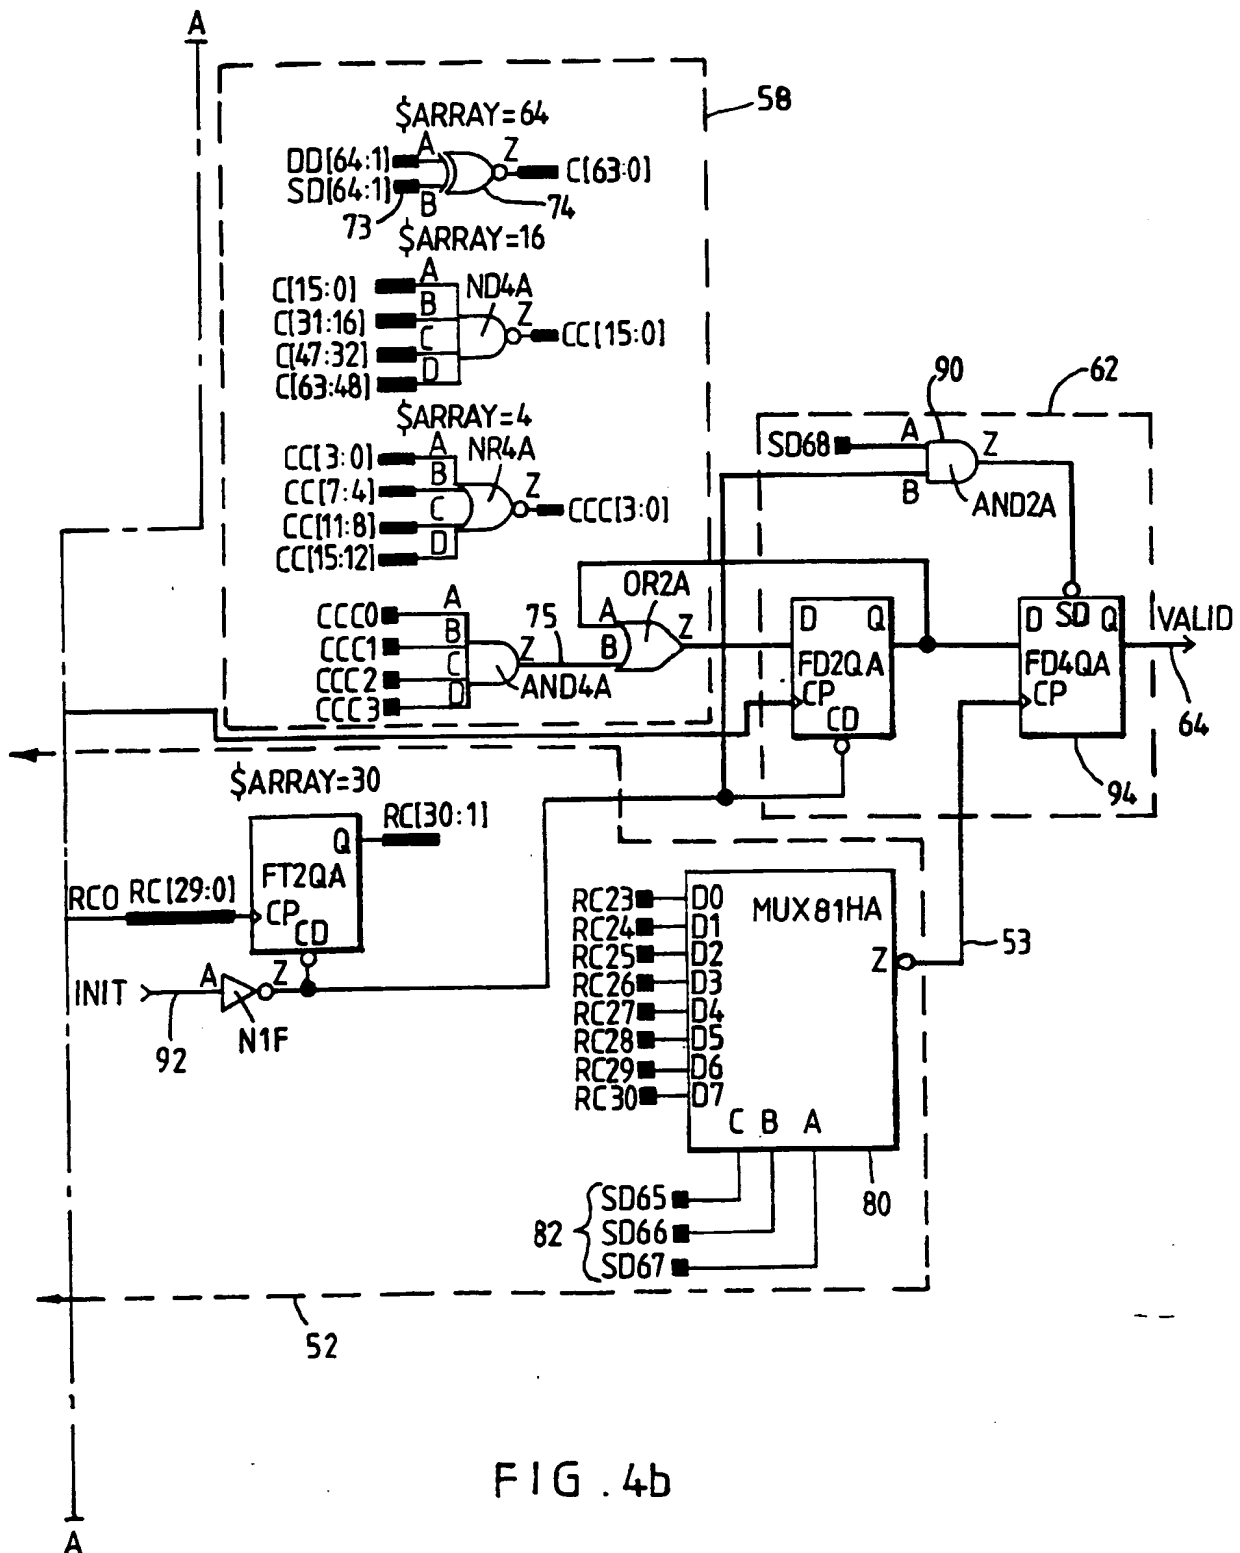 A
58
$ARRAY=64
A
DD[64:1]
Z
C[63:0]
SD[64:1]
B
73
74
$ARRAY=16
A
C[15:0]
ND4A
B
Z
C[31:16]
CC[15:0]
C
C[47:32]
D
C[63:48]
$ARRAY=4
A
NR4A
CC[3:0]
B
Z
CC[7:4]
CCC[3:0]
C
CC[11:8]
D
CC[15:12]
90
62
SD68
A
Z
B
AND2A
OR2A
CCC0
A
75
A
Z
CCC1
B
Z
B
CCC2
C
AND4A
CCC3
D
D
Q
FD2QA
CP
CD
D
SD
Q
FD4QA
CP
VALID
64
94
$ARRAY=30
RC[30:1]
Q
FT2QA
RC0
RC[29:0]
CP
CD
INIT
A
Z
92
N1F
RC23
D0
MUX81HA
RC24
D1
RC25
D2
Z
53
RC26
D3
RC27
D4
RC28
D5
RC29
D6
RC30
D7
C B A
80
82
SD65
SD66
SD67
52
FIG. 4b
A